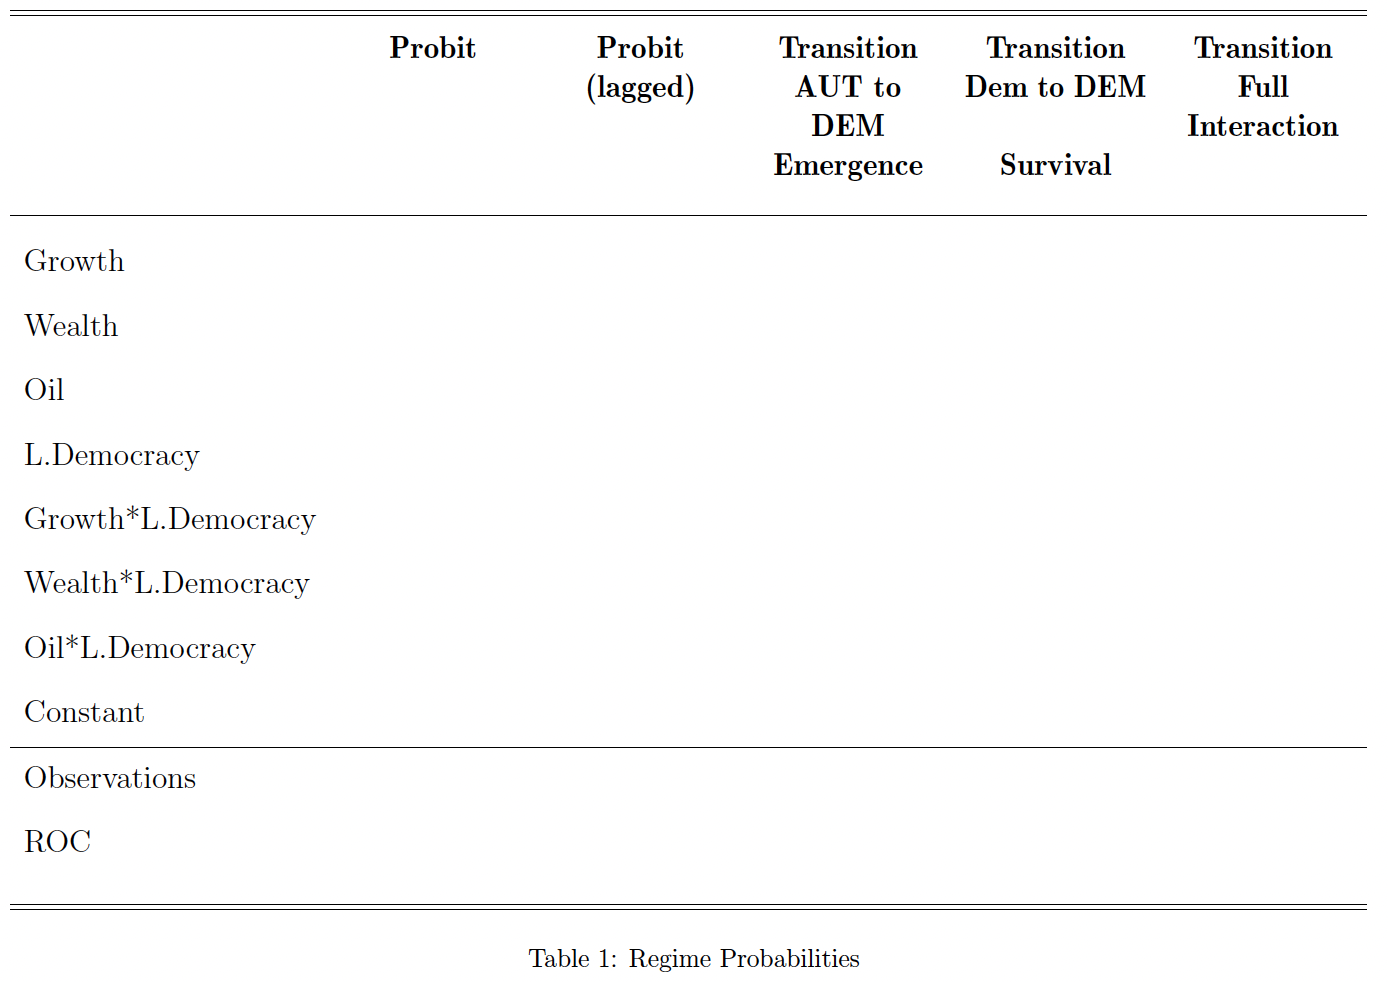 Probit Probit Transition Transition Transition
(lagged) AUT to Dem to DEM Full
DEM Interaction
Emergence Survival
Growth
Wealth
Oil
L.Democracy
Growth*L.Democracy
Wealth*L.Democracy
Oil*L.Democracy
Constant
Observations
ROC
Table 1: Regime Probabilities